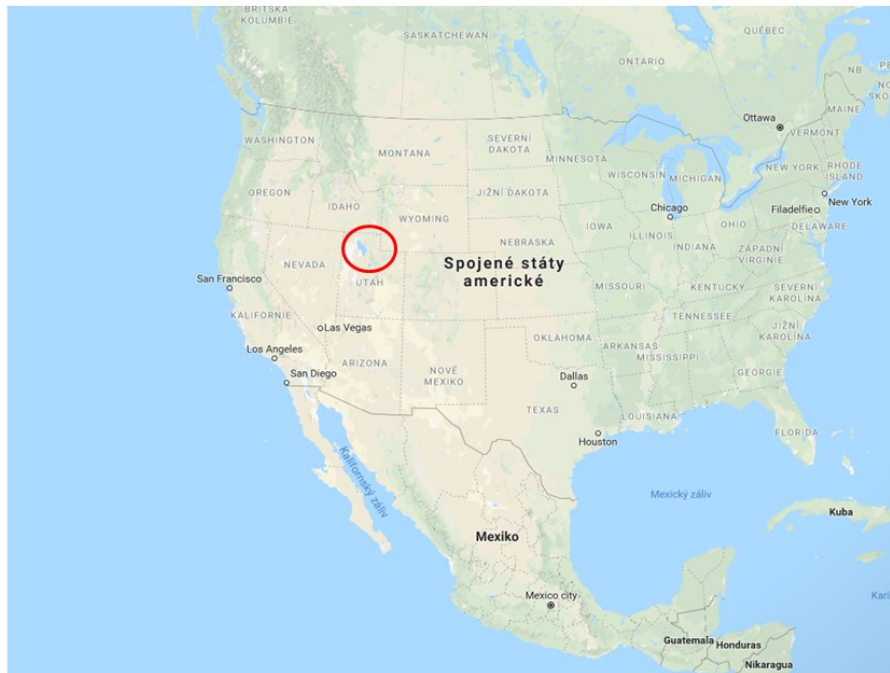 BRITSKÁ
KOLUMBIE
SASKATCHEWAN
QUÉBEC
ONTARIO
NB
Ottawa
MAINE
WASHINGTON
MONTANA
SEVERNÍ
DAKOTA
MINNESOTA
VERMONT
WISCONSIN
MICHIGAN
NEW YORK
RHODE
ISLAND
OREGON
IDAHO
JIŽNÍ DAKOTA
WYOMING
Chicago
New York
Filadelfie
IOWA
ILLINOIS
OHIO
DELAWARE
NEBRASKA
INDIANA
ZÁPADNÍ
VIRGINIE
NEVADA
UTAH
Spojené státy
americké
San Francisco
MISSOURI
KENTUCKY
SEVERNÍ
KAROLÍNA
KALIFORNIE
Las Vegas
OKLAHOMA
TENNESSEE
ARKANSAS
MISSISSIPPI
JIŽNÍ
KAROLÍNA
Los Angeles
ARIZONA
NOVÉ
MEXIKO
San Diego
Dallas
GEORGIE
TEXAS
LOUISIANA
Houston
FLORIDA
Kalifornský záliv
Mexický záliv
Kuba
Mexiko
Mexico city
Kari
Guatemala
Honduras
Nikaragua